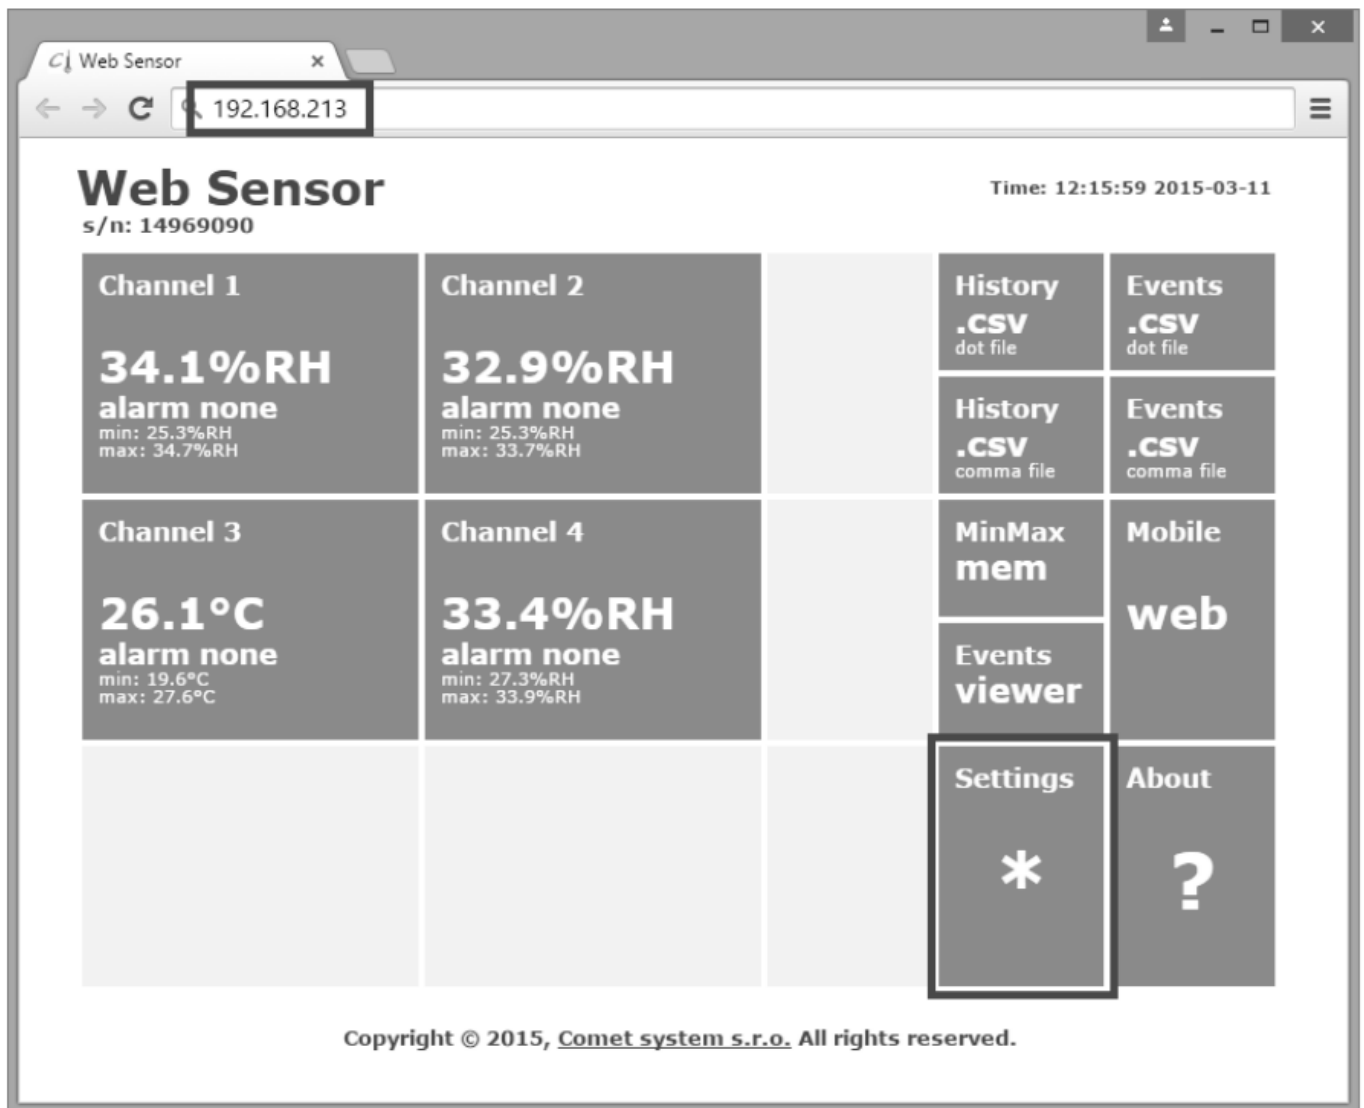 Web Sensor
192.168.213
Web Sensor
Time: 12:15:59 2015-03-11
s/n: 14969090
Channel 1
34.1%RH
alarm none
min: 25.3%RH
max: 34.7%RH
Channel 2
32.9%RH
alarm none
min: 25.3%RH
max: 33.7%RH
History
.csv
dot file
Events
.csv
dot file
History
.csv
comma file
Events
.csv
comma file
Channel 3
26.1°C
alarm none
min: 19.6°C
max: 27.6°C
Channel 4
33.4%RH
alarm none
min: 27.3%RH
max: 33.9%RH
MinMax
mem
Mobile
web
Events
viewer
Settings
*
About
?
Copyright © 2015, Comet system s.r.o. All rights reserved.